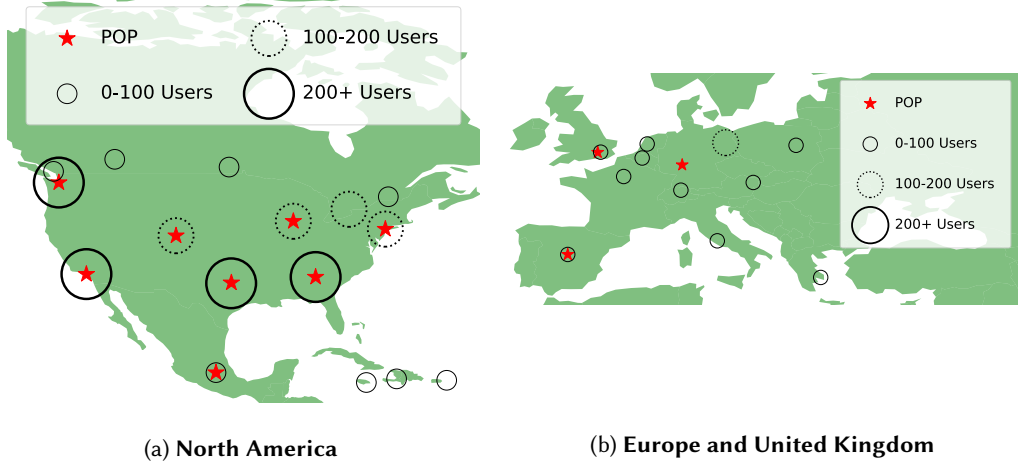 POP
100-200 Users
0-100 Users
200+ Users
(a) North America
POP
0-100 Users
100-200 Users
200+ Users
(b) Europe and United Kingdom